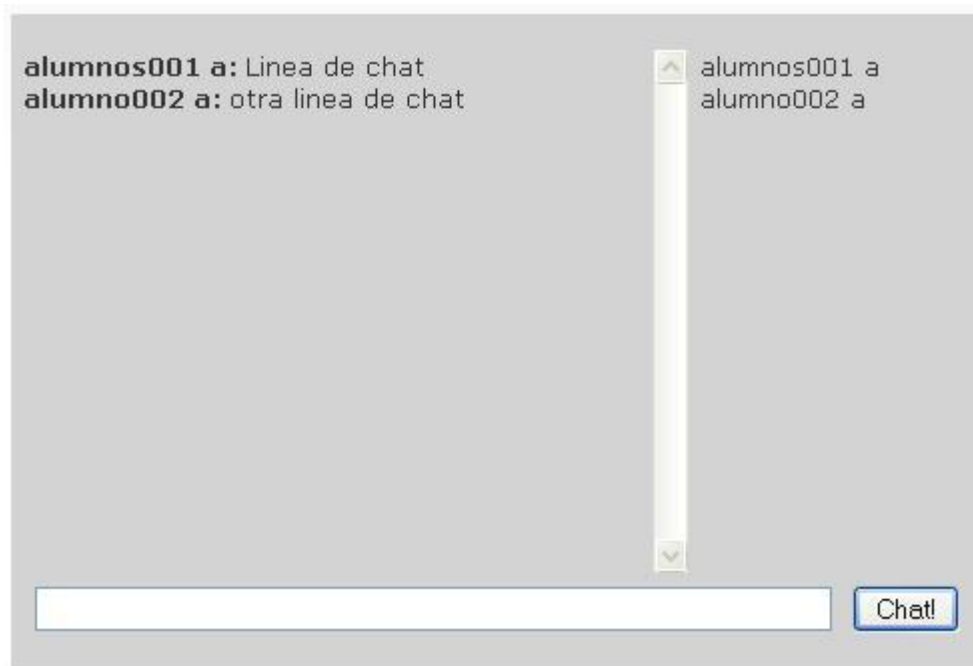 alumnos001 a: Linea de chat
alumno002 a: otra linea de chat
alumnos001 a
alumno002 a
Chat!